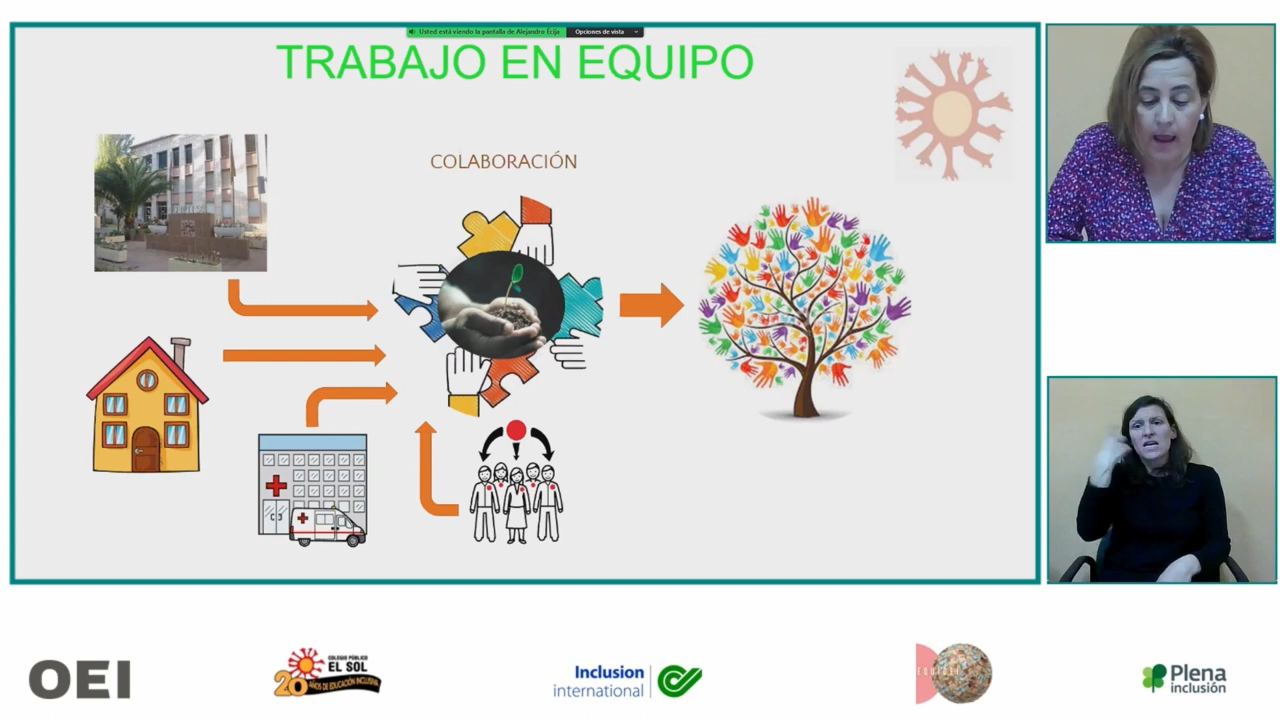 Usted está viendo la pantalla de Alejandro Écija
Opciones de vista
TRABAJO EN EQUIPO
COLABORACIÓN
OEI
COLEGIO PÚBLICO
EL SOL
20 AÑOS DE EDUCACIÓN INCLUSIVA
Inclusion
international
Plena
inclusión